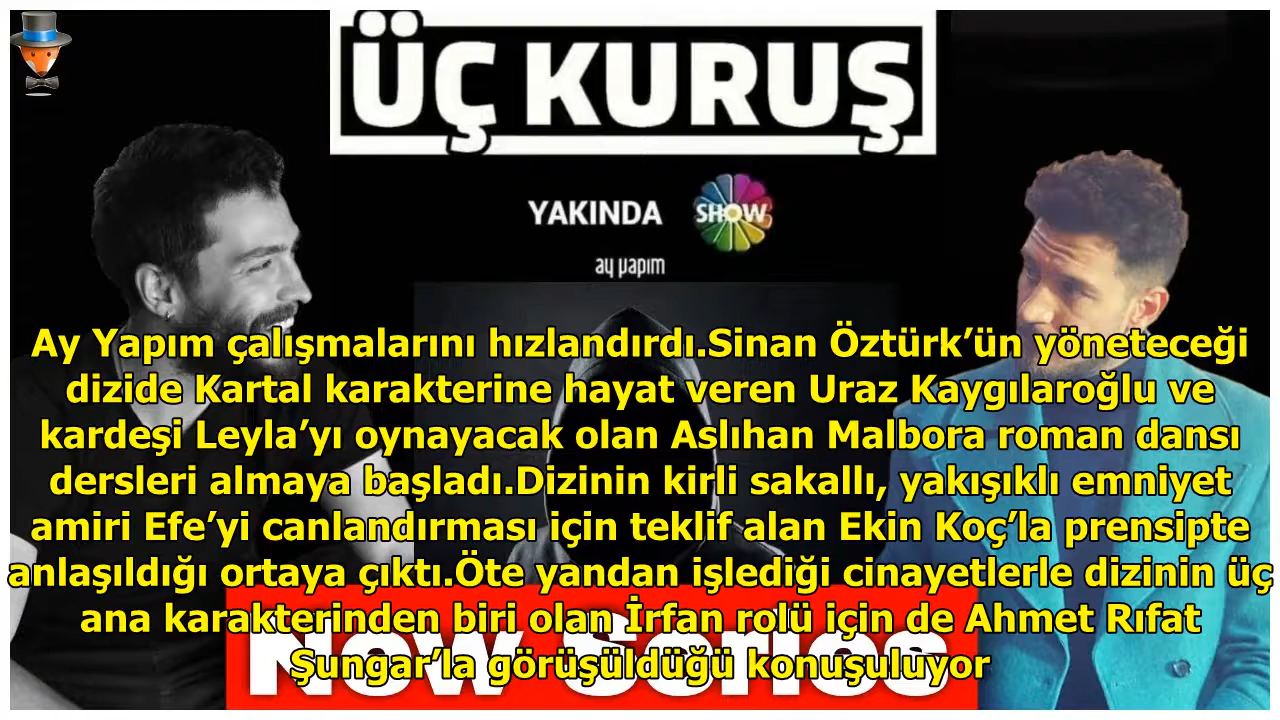 ÜÇ KURUŞ
YAKINDA SHOW
ay yapım
Ay Yapım çalışmalarını hızlandırdı.Sinan Öztürk’ün yöneteceği
dizide Kartal karakterine hayat veren Uraz Kaygılaroğlu ve
kardeşi Leyla’yı oynayacak olan Aslıhan Malbora roman dansı
dersleri almaya başladı.Dizinin kirli sakallı, yakışıklı emniyet
amiri Efe’yi canlandırması için teklif alan Ekin Koç’la prensipte
anlaşıldığı ortaya çıktı.Öte yandan işlediği cinayetlerle dizinin üç
ana karakterinden biri olan İrfan rolü için de Ahmet Rıfat
Şungar’la görüşüldüğü konuşuluyor
New Series